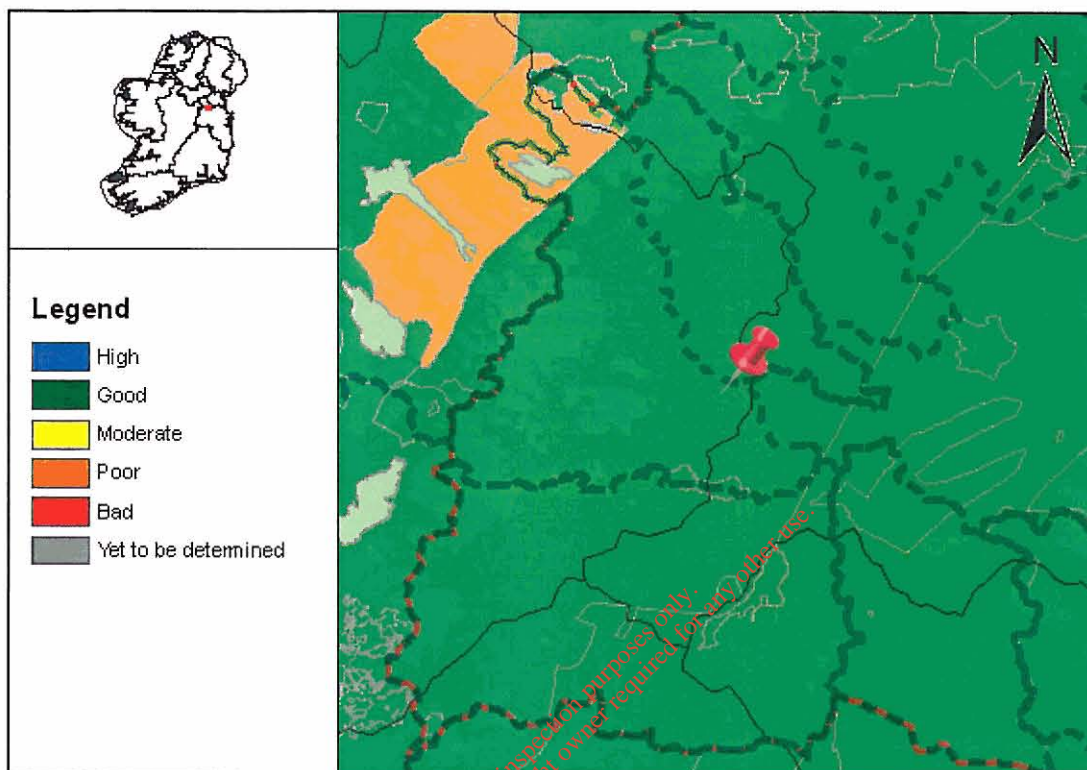 Legend
High
Good
Moderate
Poor
Bad
Yet to be determined
N
inspection purposes only.
owner required for any other use.